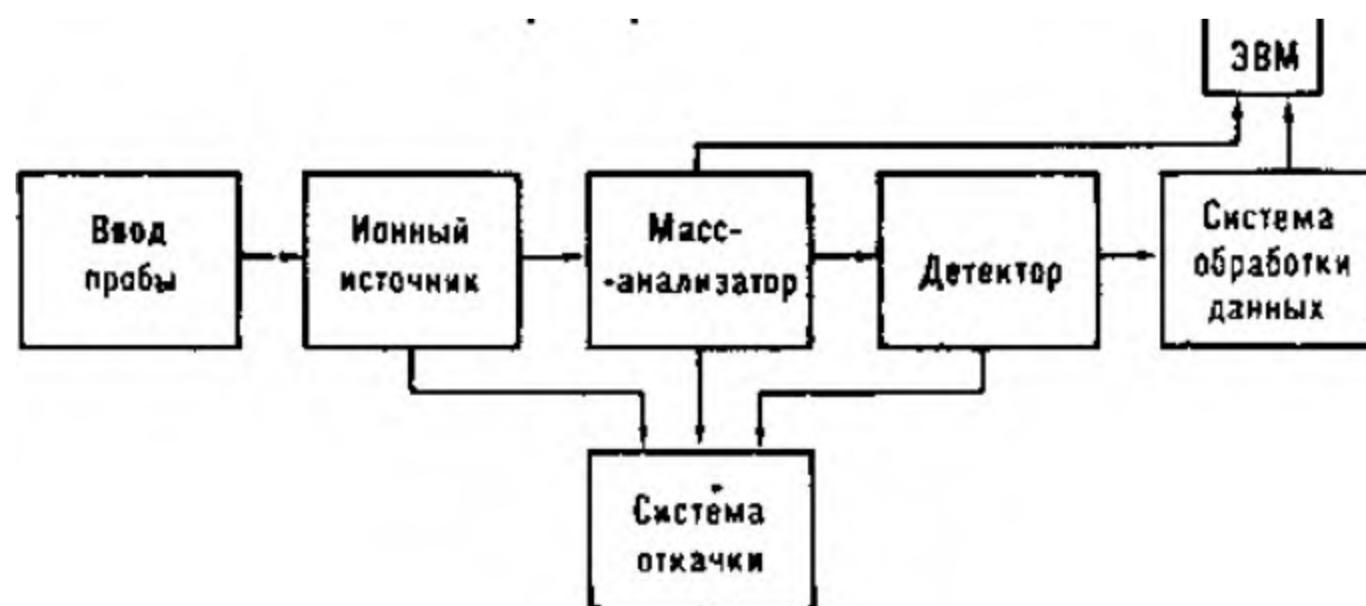 ЭВМ
Ввод
пробы
Ионный
источник
Масс-
-анализатор
Детектор
Система
обработки
данных
Система
откачки